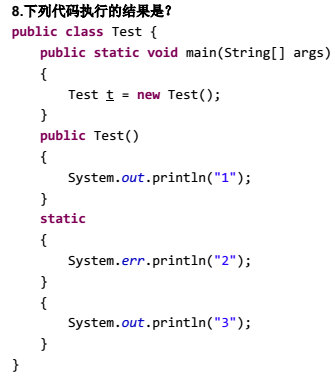 8.下列代码执行的结果是?
public class Test {
public static void main(String[] args)
{
Test t = new Test();
}
public Test()
{
System.out.println("1");
}
static
{
System.err.println("2");
}
{
System.out.println("3");
}
}